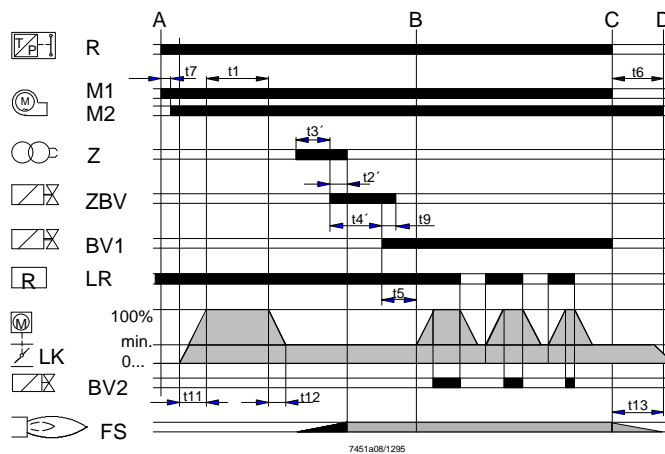 A B C D
T/P R
t7 t1 t6
M M1
M2
t3´
Z
t2´
ZBV
t4´ t9
BV1
R LR
t5
M 100%
min.
LK 0...
BV2
t11 t12
t13
FS
7451a08/1295